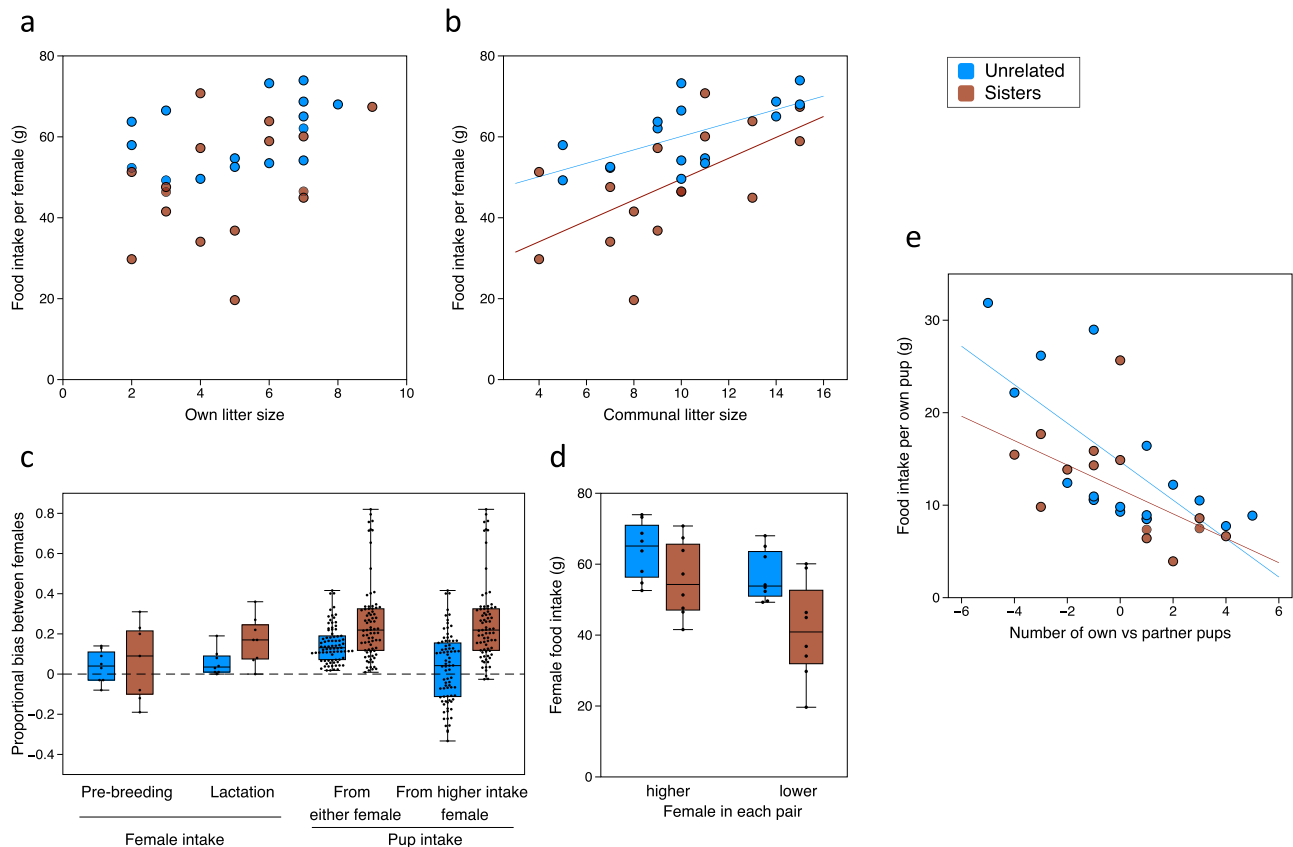 a
80
60
40
20
0
Food intake per female (g)
0
2
4
6
8
10
Own litter size
b
80
60
40
20
0
Food intake per female (g)
4
6
8
10
12
14
16
Communal litter size
Unrelated
Sisters
c
0.8
0.6
0.4
0.2
0
−0.2
−0.4
Proportional bias between females
Pre-breeding
Lactation
From
either female
From higher intake
female
Female intake
Pup intake
d
80
60
40
20
0
Female food intake (g)
higher
lower
Female in each pair
e
30
20
10
0
Food intake per own pup (g)
−6
−4
−2
0
2
4
6
Number of own vs partner pups